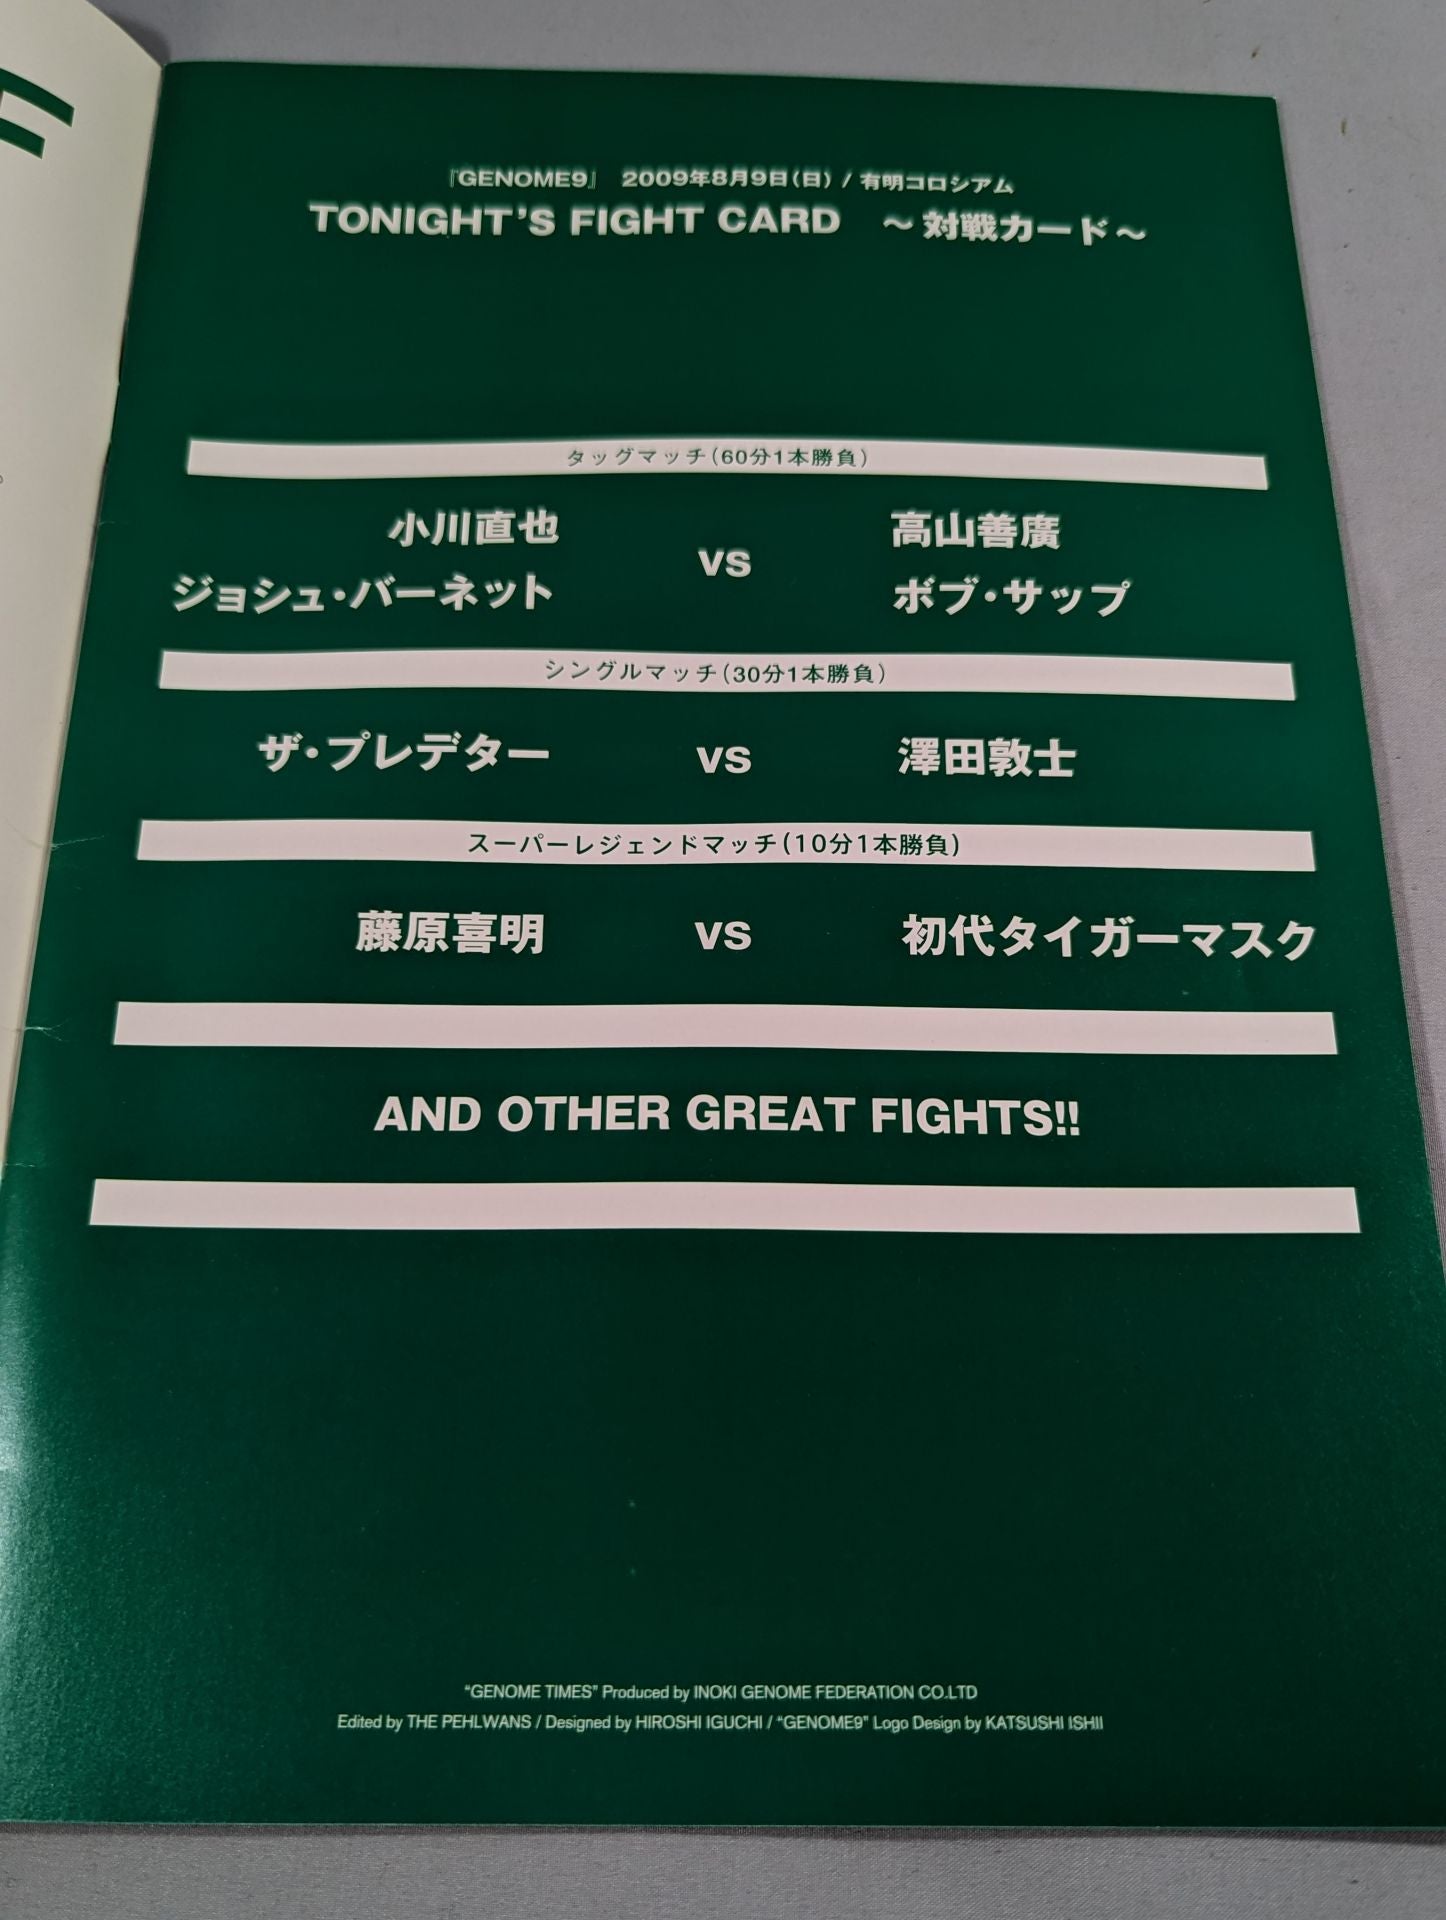 『GENOME9』 2009年8月9日(日) / 有明コロシアム
TONIGHT'S FIGHT CARD ～対戦カード～
タッグマッチ(60分1本勝負)
小川直也
ジョシュ・バーネット
VS
高山善廣
ボブ・サップ
シングルマッチ(30分1本勝負)
ザ・プレデター VS 澤田敦士
スーパーレジェンドマッチ(10分1本勝負)
藤原喜明 VS 初代タイガーマスク
AND OTHER GREAT FIGHTS!!
"GENOME TIMES" Produced by INOKI GENOME FEDERATION CO.LTD
Edited by THE PEHLWANS / Designed by HIROSHI IGUCHI / "GENOME9" Logo Design by KATSUSHI ISHII